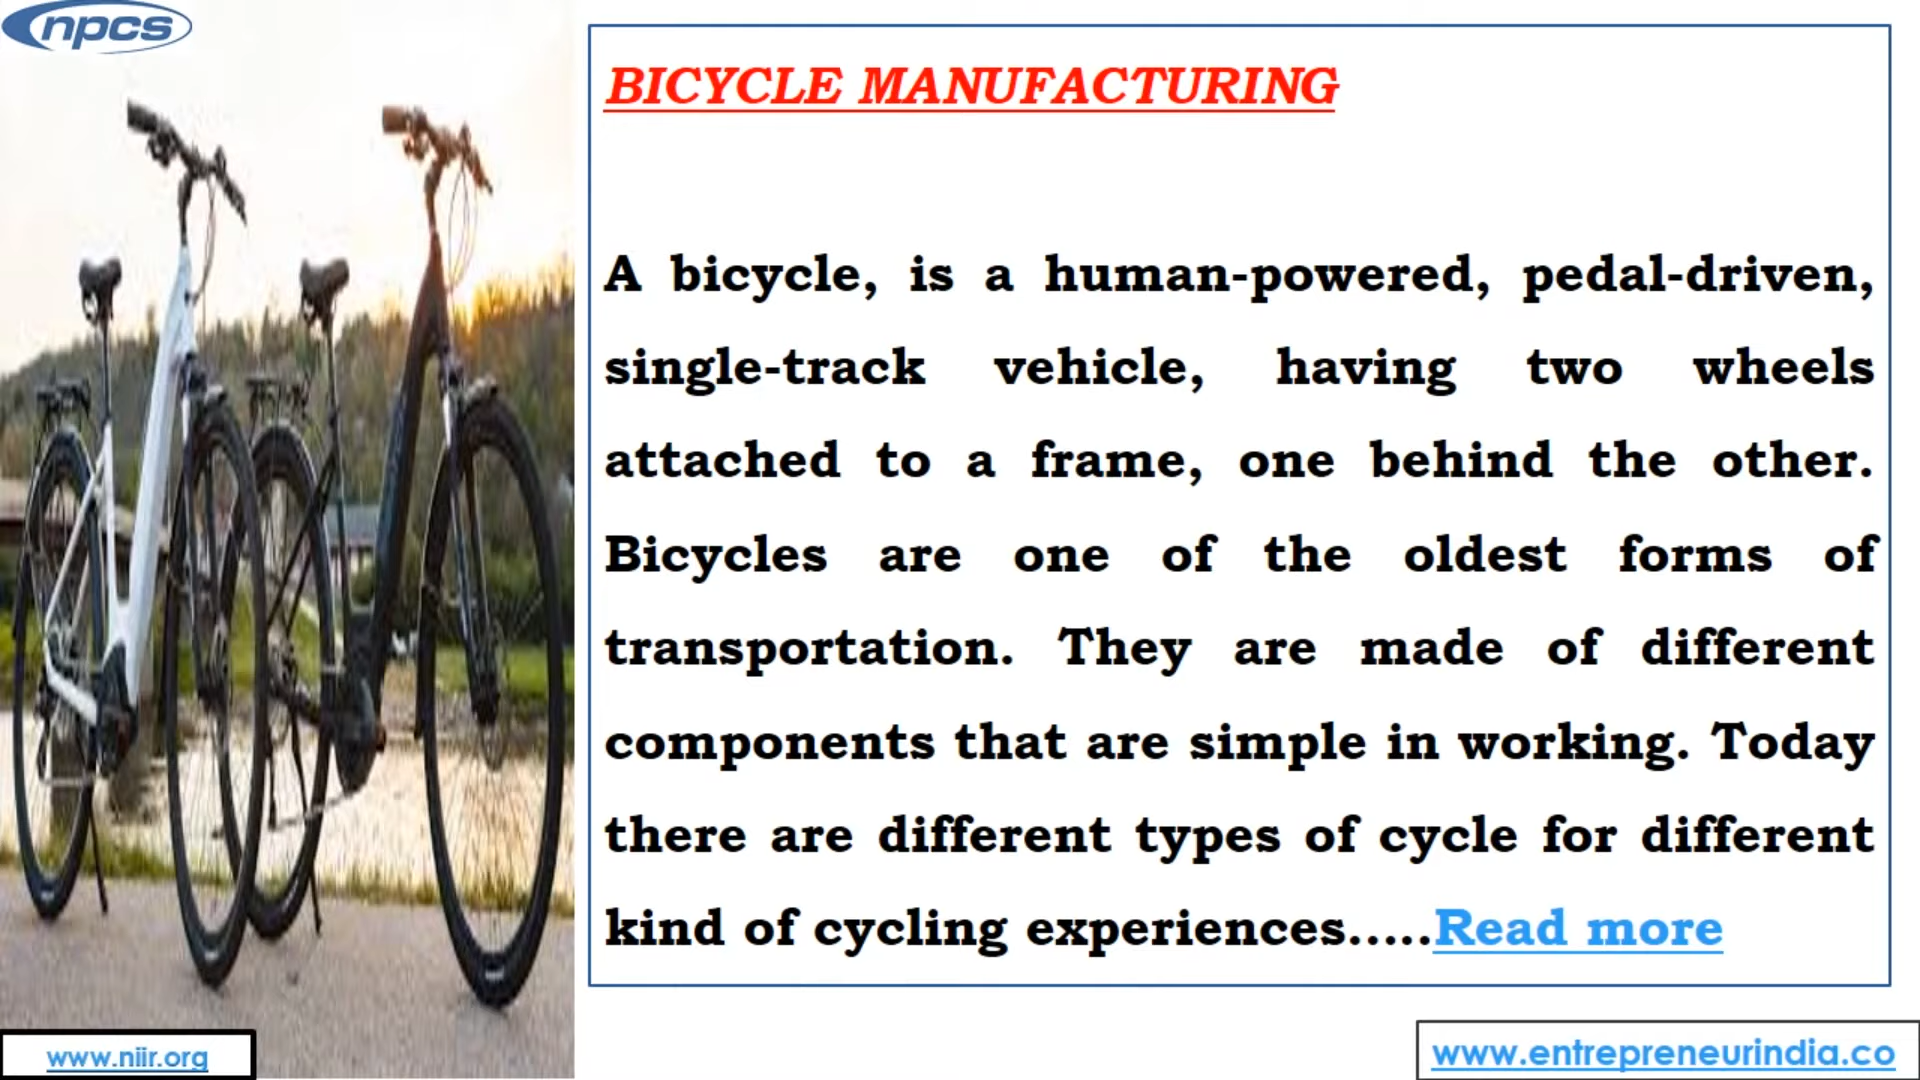 npcs
BICYCLE MANUFACTURING
A bicycle, is a human-powered, pedal-driven,
single-track vehicle, having two wheels
attached to a frame, one behind the other.
Bicycles are one of the oldest forms of
transportation. They are made of different
components that are simple in working. Today
there are different types of cycle for different
kind of cycling experiences.....Read more
www.niir.org
www.entrepreneurindia.co